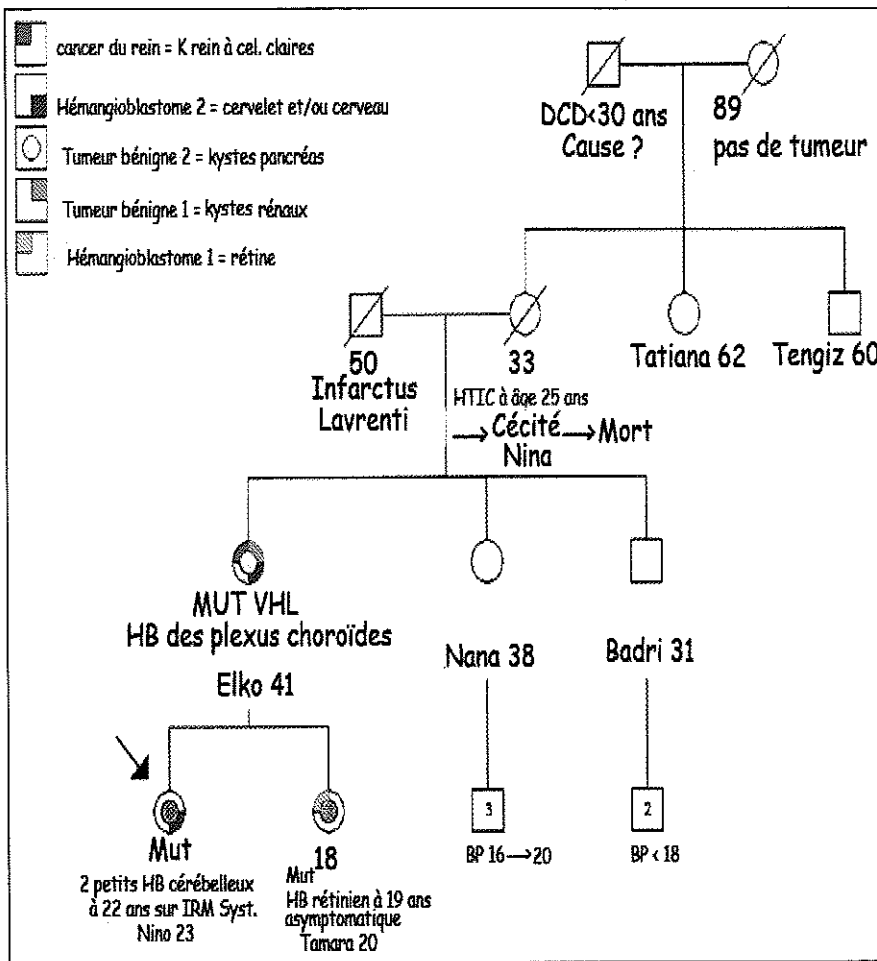 cancer du rein = K rein à cel. claires
Hémangioblastome 2 = cervelet et/ou cerveau
Tumeur bénigne 2 = kystes pancréas
Tumeur bénigne 1 = kystes rénaux
Hémangioblastome 1 = rétine
DCD<30 ans
Cause ?
89
pas de tumeur
50
Infarctus
Lavrenti
33
HTIC à âge 25 ans
→ Cécité → Mort
Nina
Tatiana 62
Tengiz 60
MUT VHL
HB des plexus choroïdes
Elko 41
Nana 38
Badri 31
Mut
2 petits HB cérébelleux
à 22 ans sur IRM Syst.
Nino 23
18
Mut
HB rétinien à 19 ans
asymptomatique
Tamara 20
3
BP 16→20
2
BP < 18